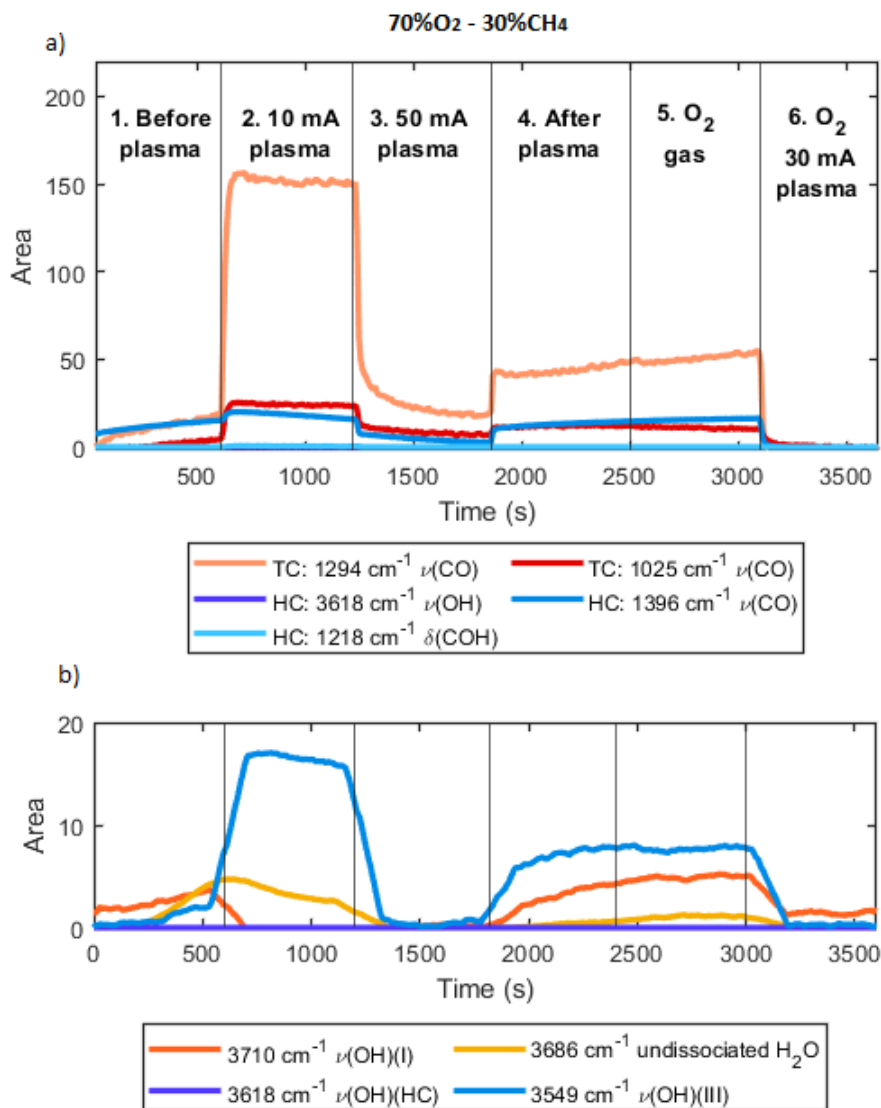 70%O₂ - 30%CH₄
a)
200
150
100
50
0
Area
1. Before plasma
2. 10 mA plasma
3. 50 mA plasma
4. After plasma
5. O₂ gas
6. O₂ 30 mA plasma
500 1000 1500 2000 2500 3000 3500
Time (s)
TC: 1294 cm⁻¹ ν(CO)
TC: 1025 cm⁻¹ ν(CO)
HC: 3618 cm⁻¹ ν(OH)
HC: 1396 cm⁻¹ ν(CO)
HC: 1218 cm⁻¹ δ(COH)
b)
20
10
0
Area
0 500 1000 1500 2000 2500 3000 3500
Time (s)
3710 cm⁻¹ ν(OH)(I)
3686 cm⁻¹ undissociated H₂O
3618 cm⁻¹ ν(OH)(HC)
3549 cm⁻¹ ν(OH)(III)